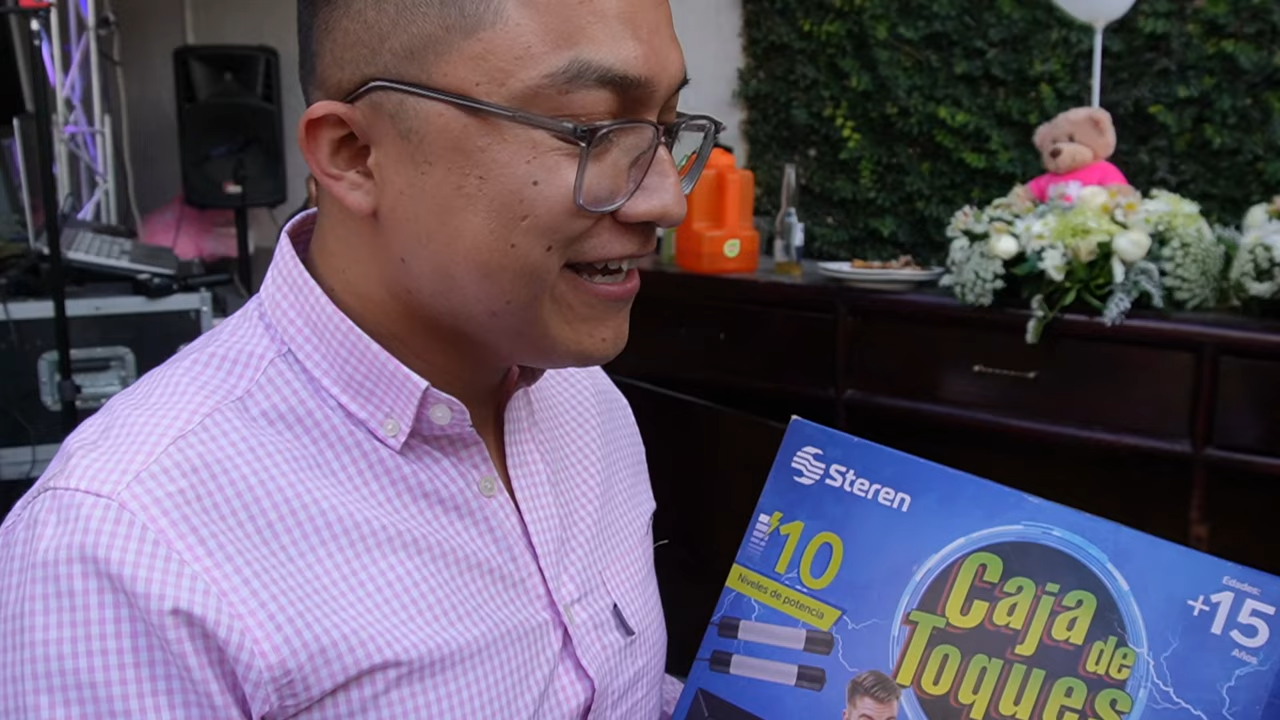 Steren
10
Niveles de potencia
Caja de
Toques
Edades:
+15
Años